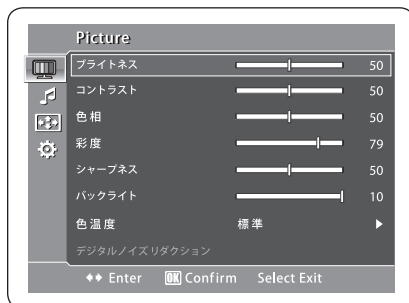 Picture
ブライトネス 50
コントラスト 50
色相 50
彩度 79
シャープネス 50
バックライト 10
色温度 標準
デジタルノイズリダクション
Enter OK Confirm Select Exit